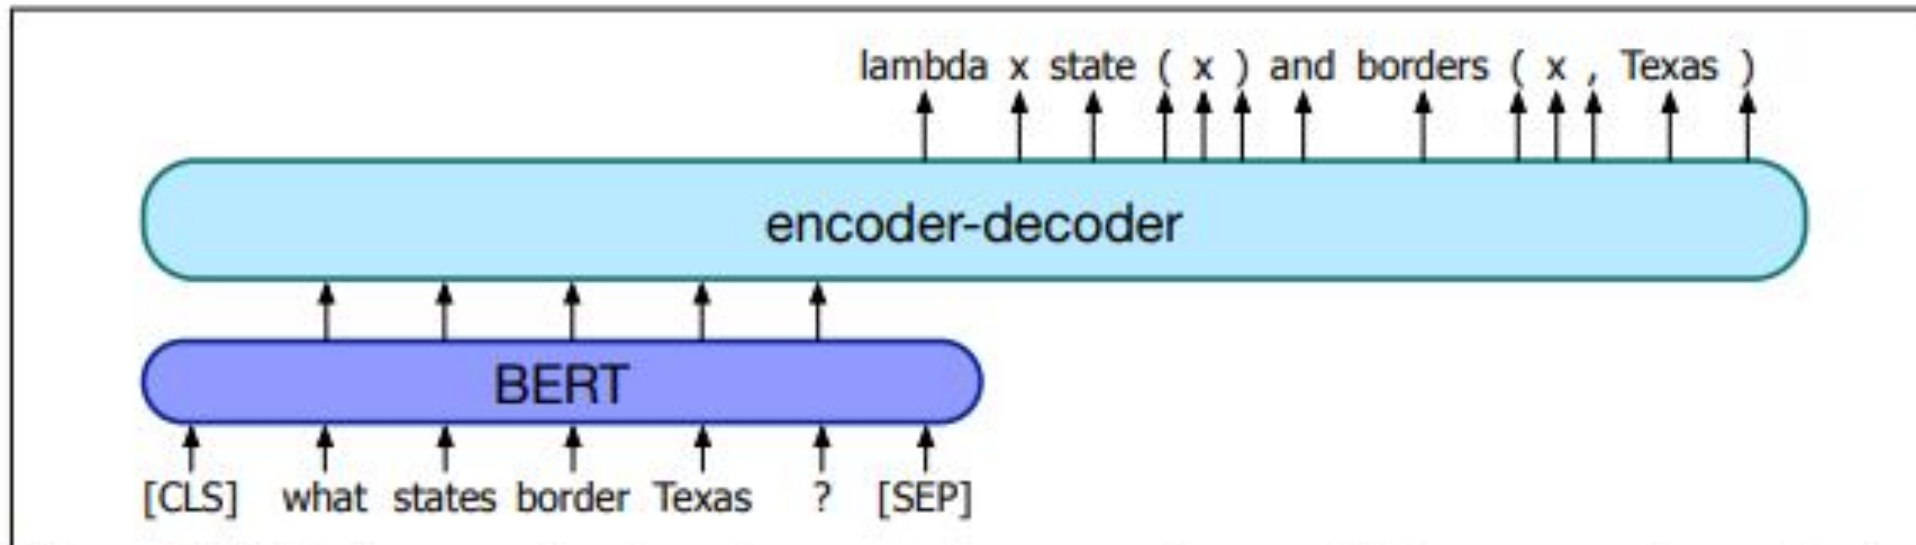 lambda x state ( x ) and borders ( x , Texas )
encoder-decoder
BERT
[CLS] what states border Texas ? [SEP]